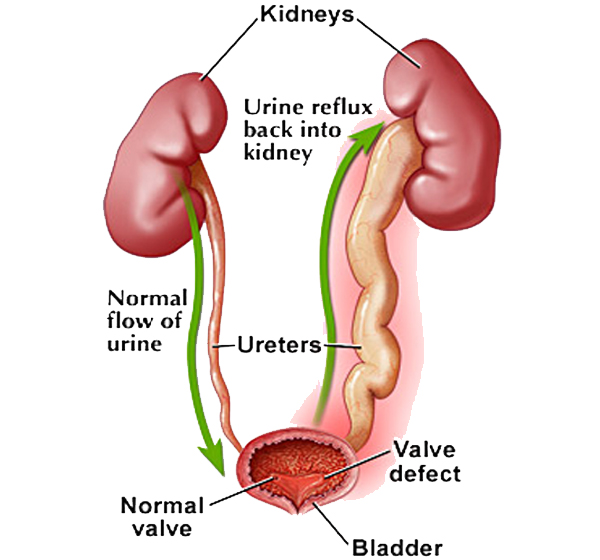 Kidneys
Urine reflux
back into
kidney
Normal
flow of
urine
Ureters
Valve
defect
Normal
valve
Bladder